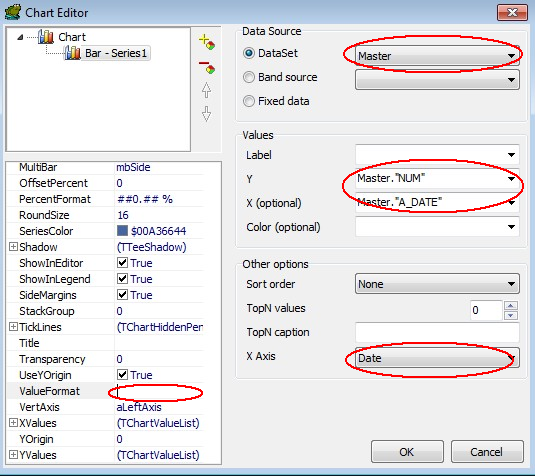 Chart Editor
Chart
Bar - Series1
MultiBar mbSide
OffsetPercent 0
PercentFormat ##0.## %
RoundSize 16
SeriesColor $00A36644
Shadow (TTeeShadow)
ShowInEditor True
ShowInLegend True
SideMargins True
StackGroup 0
TickLines (TChartHiddenPen
Title
Transparency 0
UseYOrigin True
ValueFormat
VertAxis aLeftAxis
XValues (TChartValueList)
YOrigin 0
YValues (TChartValueList)
Data Source
DataSet Master
Band source
Fixed data
Values
Label
Y Master."NUM"
X (optional) Master."A_DATE"
Color (optional)
Other options
Sort order None
TopN values 0
TopN caption
X Axis Date
OK Cancel